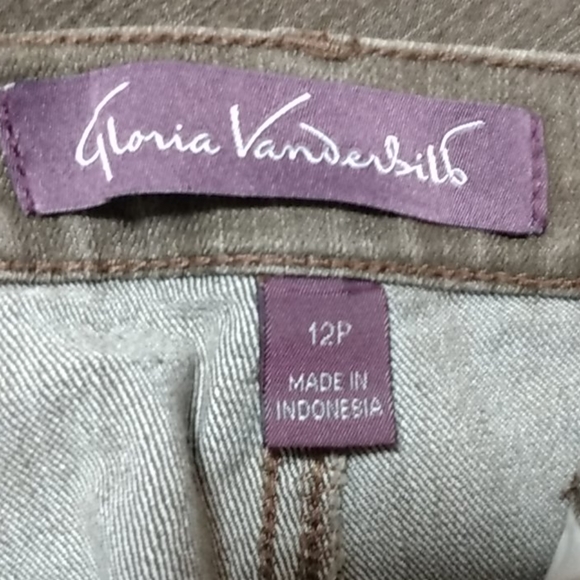 Gloria Vanderbilt
12P
MADE IN
INDONESIA